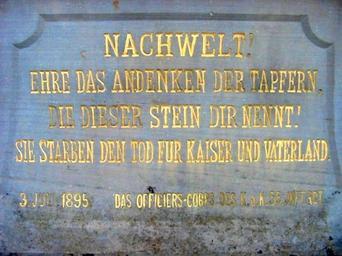 NACHWELT!
EHRE DAS ANDENKEN DER TAPFERN,
DIE DIESER STEIN DIR NENNT!
SIE STARBEN DEN TOD FÜR KAISER UND VATERLAND.
3. 1895. DAS OFFICIERS-CORPS DES K.u.K.